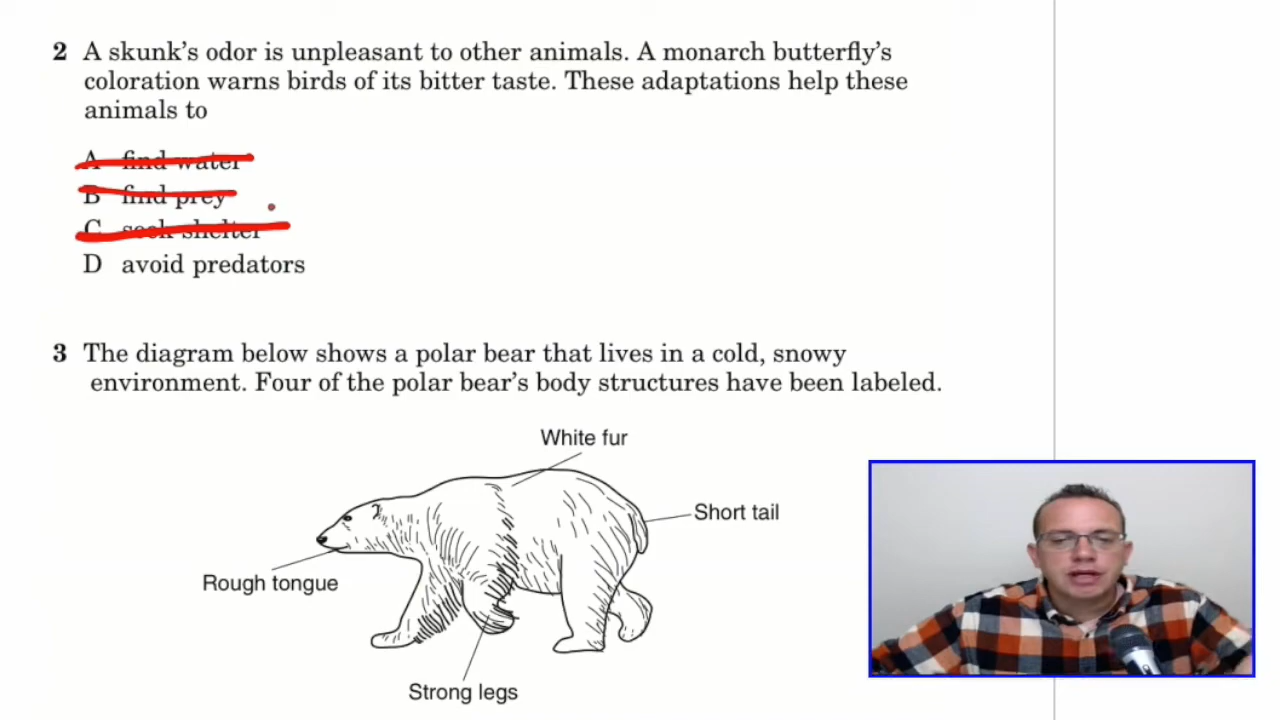 2 A skunk's odor is unpleasant to other animals. A monarch butterfly's
coloration warns birds of its bitter taste. These adaptations help these
animals to
A find water
B find prey
C seek shelter
D avoid predators
3 The diagram below shows a polar bear that lives in a cold, snowy
environment. Four of the polar bear's body structures have been labeled.
White fur
Short tail
Rough tongue
Strong legs